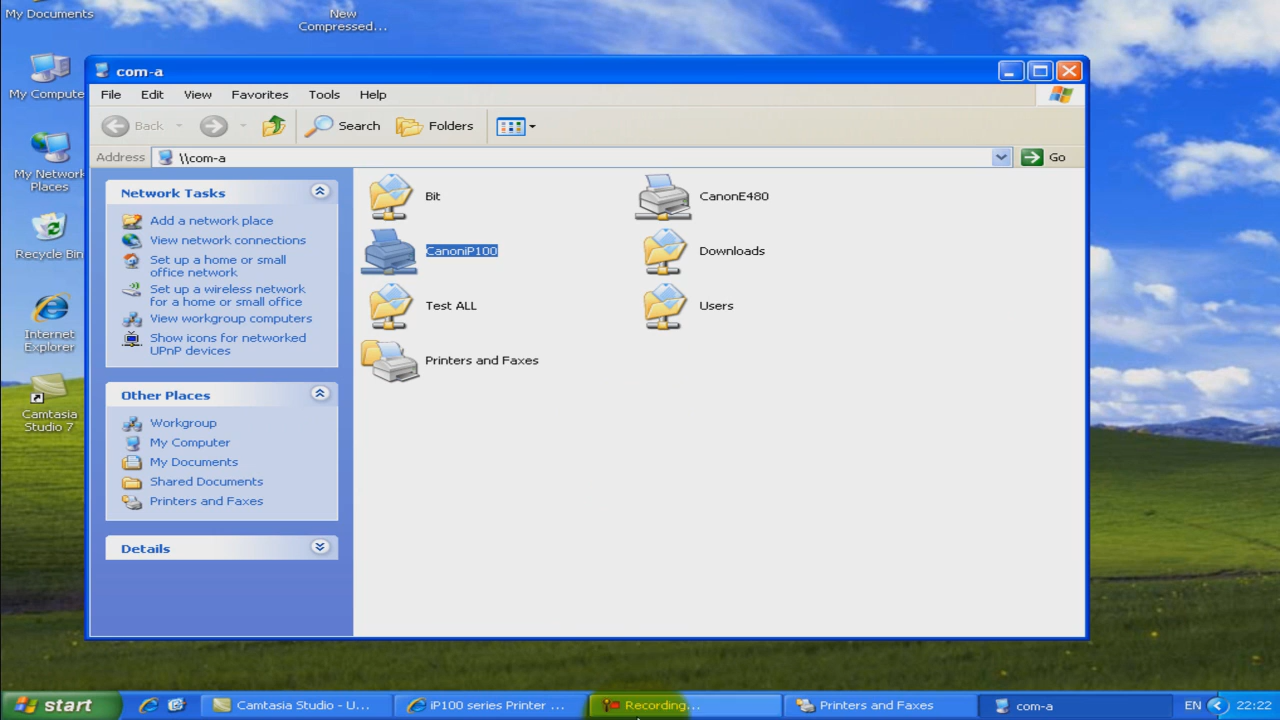 My Documents
New
Compressed...
My Compute
My Network
Places
Recycle Bin
Internet
Explorer
Camtasia
Studio 7
com-a
File Edit View Favorites Tools Help
Back Search Folders
Address \\com-a Go
Network Tasks
Add a network place
View network connections
Set up a home or small
office network
Set up a wireless network
for a home or small office
View workgroup computers
Show icons for networked
UPnP devices
Other Places
Workgroup
My Computer
My Documents
Shared Documents
Printers and Faxes
Details
Bit
CanonE480
CanoniP100
Downloads
Test ALL
Users
Printers and Faxes
start
Camtasia Studio - U...
iP100 series Printer ...
Recording...
Printers and Faxes
com-a
EN
22:22